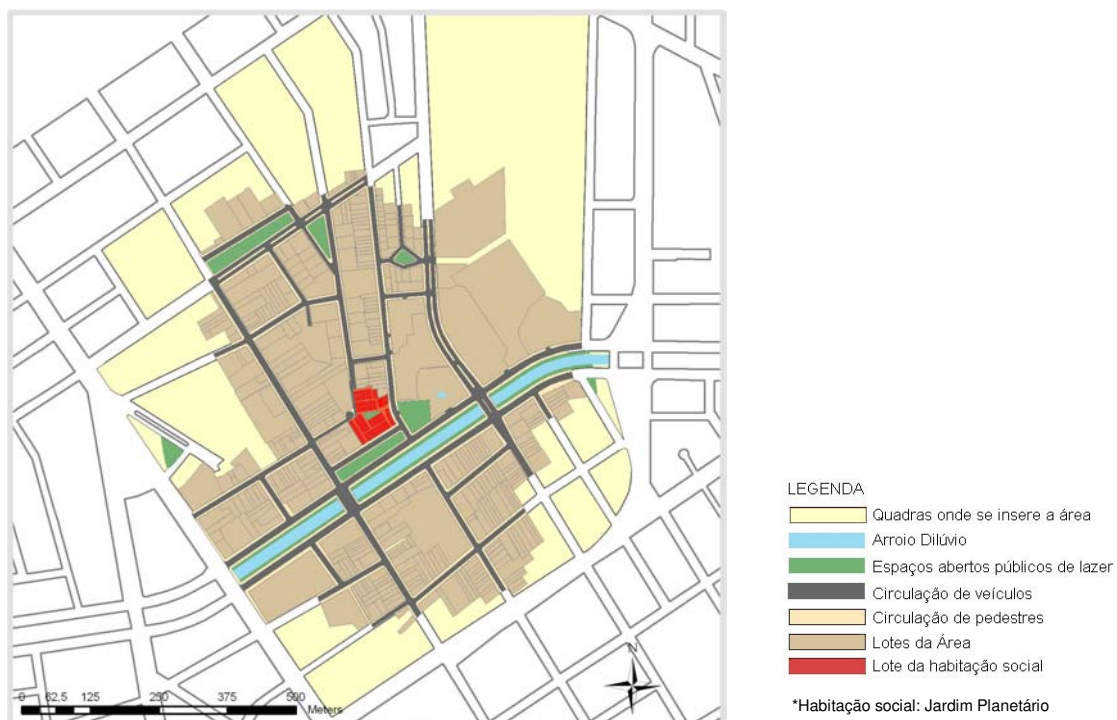 N
0 62,5 125 250 375 500
Meters
LEGENDA
Quadras onde se insere a área
Arroio Dilúvio
Espaços abertos públicos de lazer
Circulação de veículos
Circulação de pedestres
Lotes da Área
Lote da habitação social
*Habitação social: Jardim Planetário